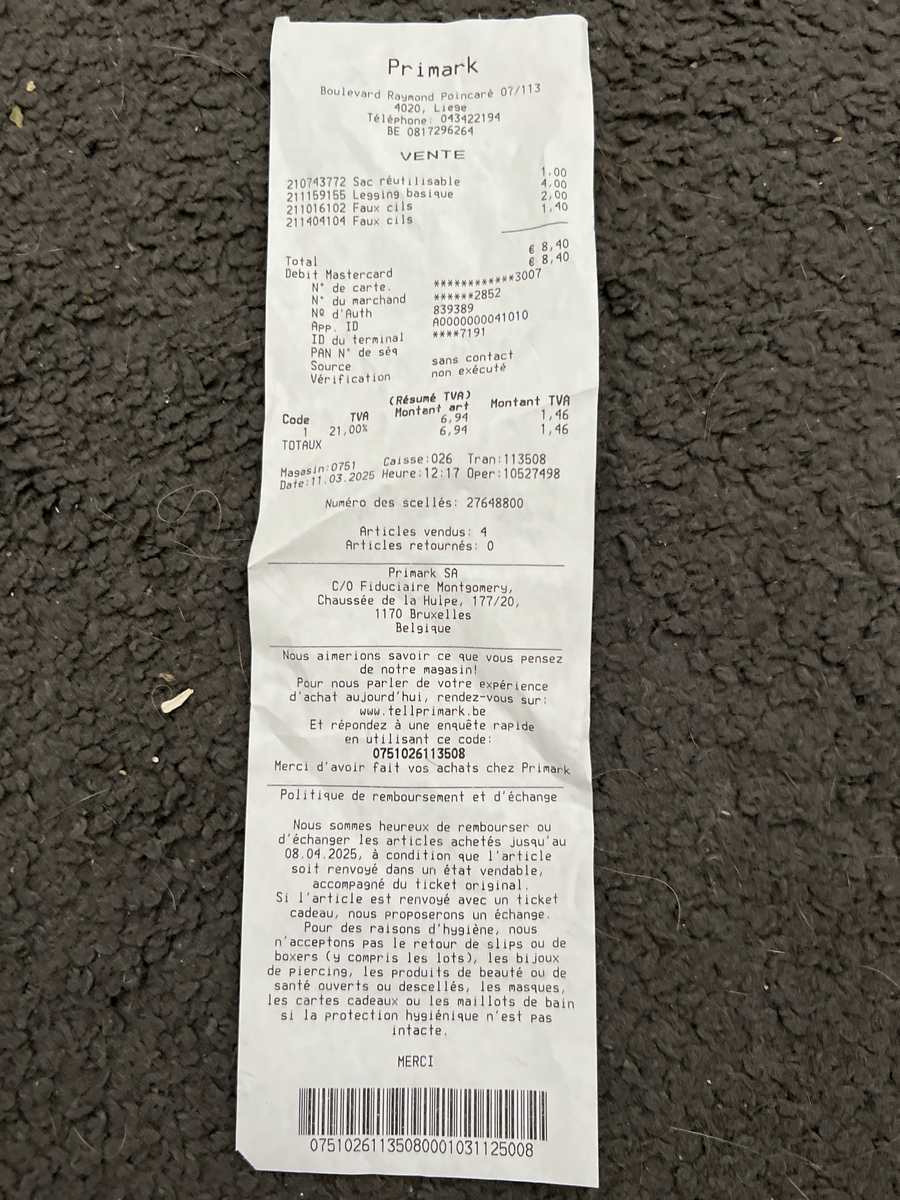 Primark
Boulevard Raymond Poincaré 07/113
4020, Liege
Téléphone: 043422194
BE 0817296264
VENTE
210743772 Sac réutilisable 1,00
211159155 Legging basique 4,00
211016102 Faux cils 2,00
211404104 Faux cils 1,40
Total € 8,40
Debit Mastercard € 8,40
N° de carte. ************3007
N° du marchand ******2852
Nº d'Auth 839389
App. ID A0000000041010
ID du terminal ****7191
PAN N° de séq
Source sans contact
Vérification non exécuté
(Résumé TVA)
Code TVA Montant art Montant TVA
1 21,00% 6,94 1,46
TOTAUX 6,94 1,46
Magasin:0751 Caisse:026 Tran:113508
Date:11.03.2025 Heure:12:17 Oper:10527498
Numéro des scellés: 27648800
Articles vendus: 4
Articles retournés: 0
Primark SA
C/O Fiduciaire Montgomery,
Chaussée de la Hulpe, 177/20,
1170 Bruxelles
Belgique
Nous aimerions savoir ce que vous pensez
de notre magasin!
Pour nous parler de votre expérience
d'achat aujourd'hui, rendez-vous sur:
www.tellprimark.be
Et répondez à une enquête rapide
en utilisant ce code:
0751026113508
Merci d'avoir fait vos achats chez Primark
Politique de remboursement et d'échange
Nous sommes heureux de rembourser ou
d'échanger les articles achetés jusqu'au
08.04.2025, à condition que l'article
soit renvoyé dans un état vendable,
accompagné du ticket original.
Si l'article est renvoyé avec un ticket
cadeau, nous proposerons un échange.
Pour des raisons d'hygiène, nous
n'acceptons pas le retour de slips ou de
boxers (y compris les lots), les bijoux
de piercing, les produits de beauté ou de
santé ouverts ou descellés, les masques,
les cartes cadeaux ou les maillots de bain
si la protection hygiénique n'est pas
intacte.
MERCI
07510261135080001031125008